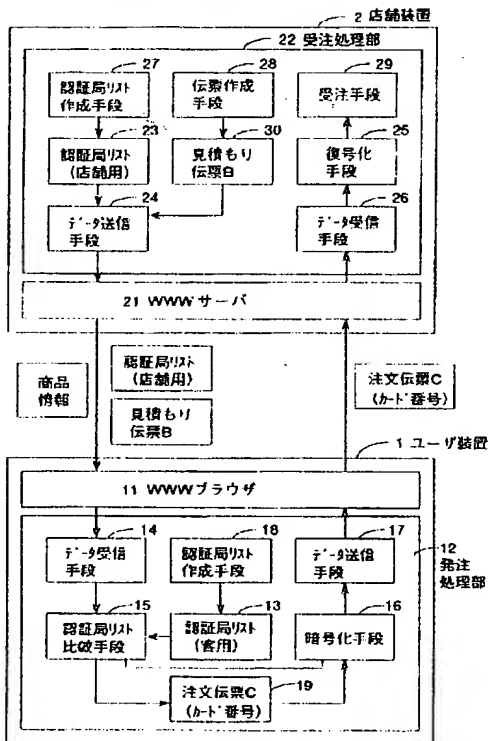 2 店舗装置
22 受注処理部
27
28
29
認証局リスト
作成手段
伝票作成
手段
受注手段
23
30
25
認証局リスト
(店舗用)
見積もり
伝票B
復号化
手段
24
26
データ送信
手段
データ受信
手段
21 WWWサーバ
商品
情報
認証局リスト
(店舗用)
見積もり
伝票B
注文伝票C
(カード番号)
1 ユーザ装置
11 WWWブラウザ
14
18
17
12
発注
処理部
データ受信
手段
認証局リスト
作成手段
データ送信
手段
15
13
16
認証局リスト
比較手段
認証局リスト
(客用)
暗号化手段
注文伝票C
(カード番号)
19